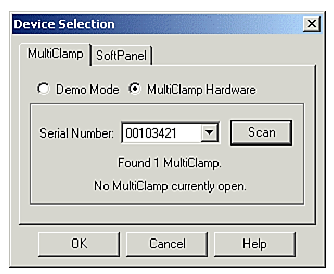 Device Selection
MultiClamp SoftPanel
Demo Mode MultiClamp Hardware
Serial Number: 00103421 Scan
Found 1 MultiClamp.
No MultiClamp currently open.
OK Cancel Help